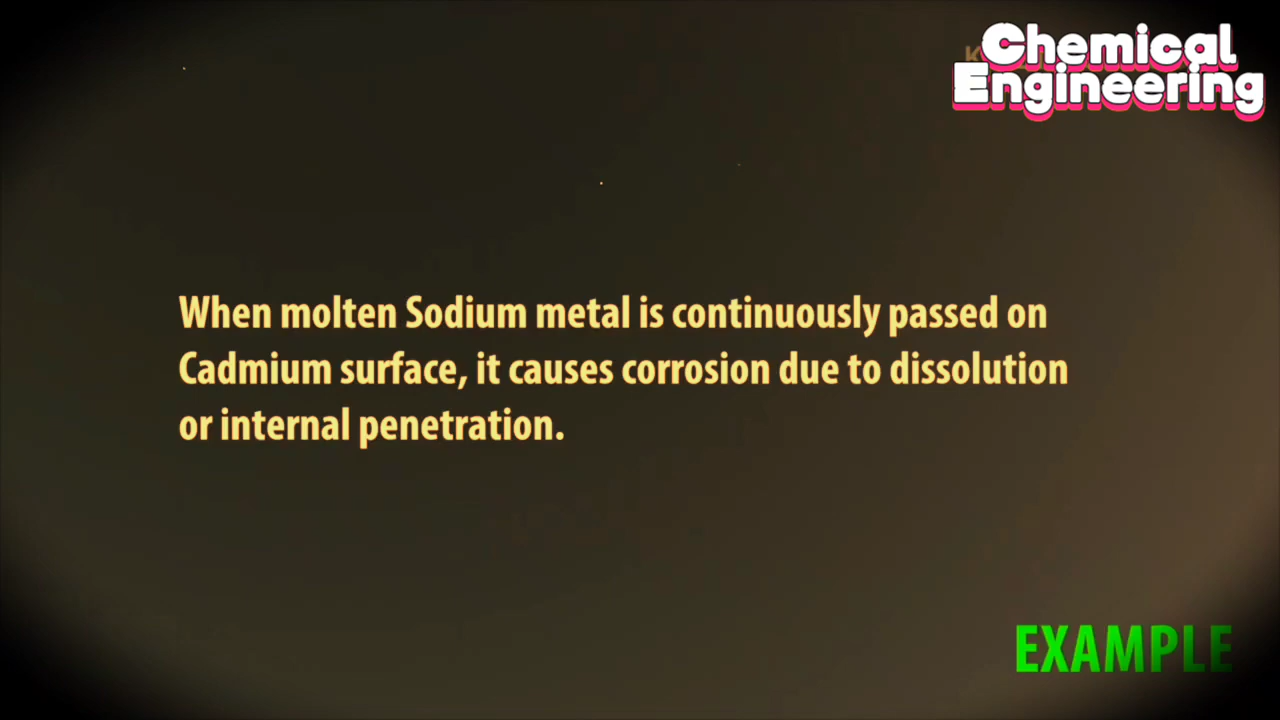 Chemical
Engineering
When molten Sodium metal is continuously passed on
Cadmium surface, it causes corrosion due to dissolution
or internal penetration.
EXAMPLE